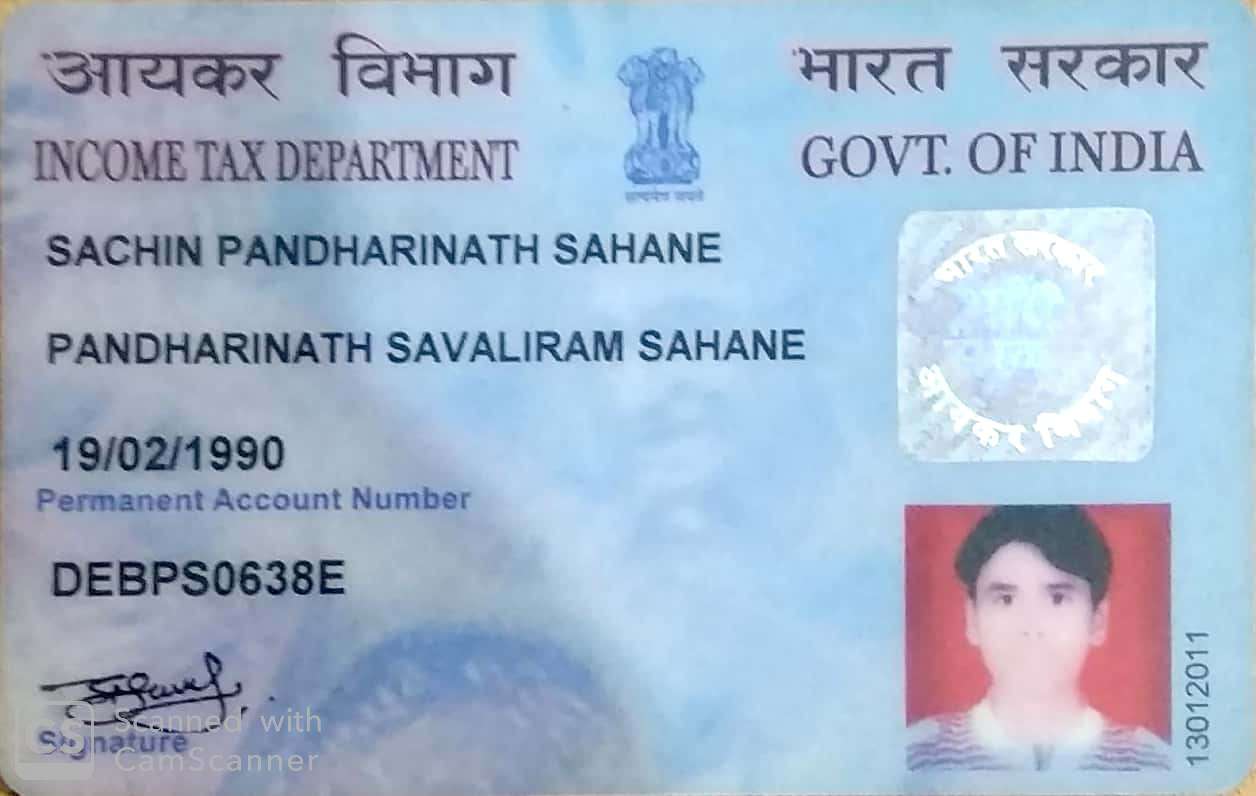 आयकर विभाग
भारत सरकार
INCOME TAX DEPARTMENT
GOVT. OF INDIA
सत्यमेव जयते
SACHIN PANDHARINATH SAHANE
भारत सरकार
PANDHARINATH SAVALIRAM SAHANE
आयकर विभाग
19/02/1990
Permanent Account Number
DEBPS0638E
13012011
Signature
CS Scanned with
CamScanner